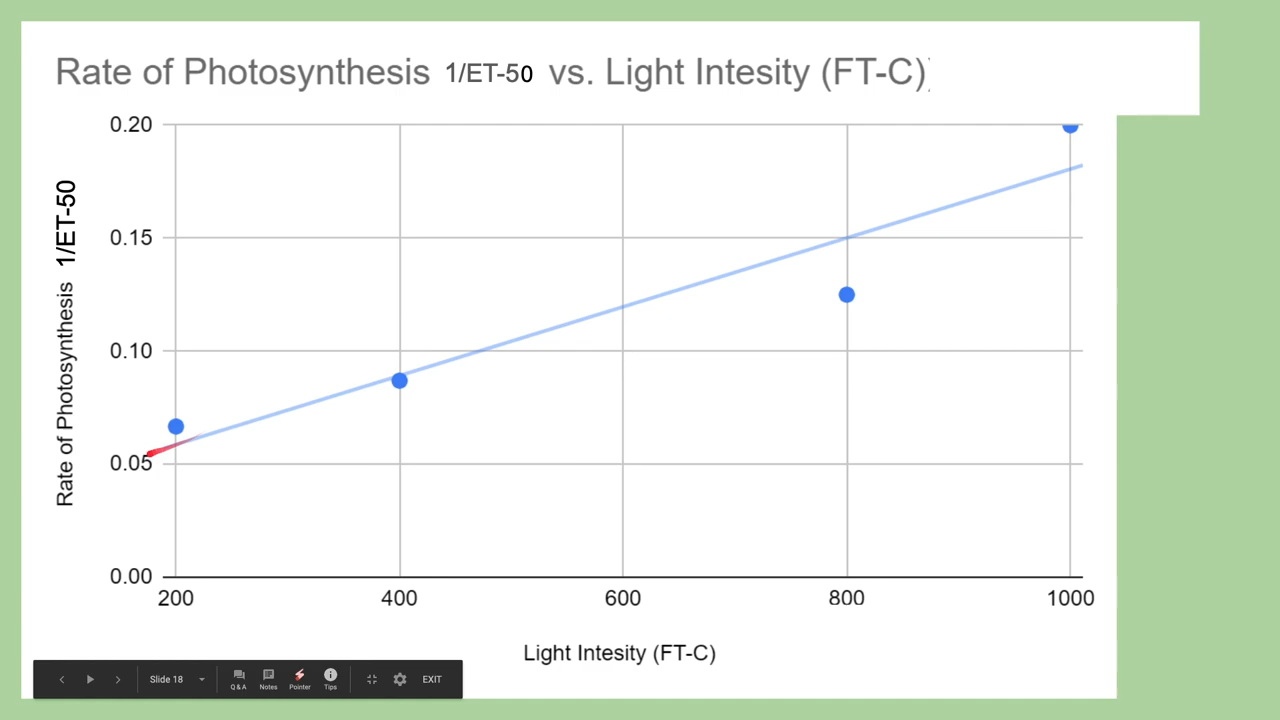 Rate of Photosynthesis 1/ET-50 vs. Light Intesity (FT-C)
Rate of Photosynthesis 1/ET-50
0.20
0.15
0.10
0.05
0.00
200 400 600 800 1000
Light Intesity (FT-C)
Slide 18 Q&A Notes Pointer Tips EXIT